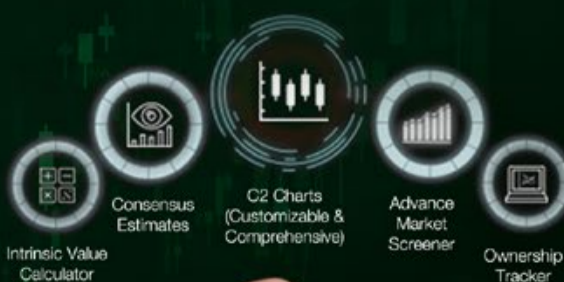 Intrinsic Value
Calculator
Consensus
Estimates
C2 Charts
(Customizable &
Comprehensive)
Advance
Market
Screener
Ownership
Tracker